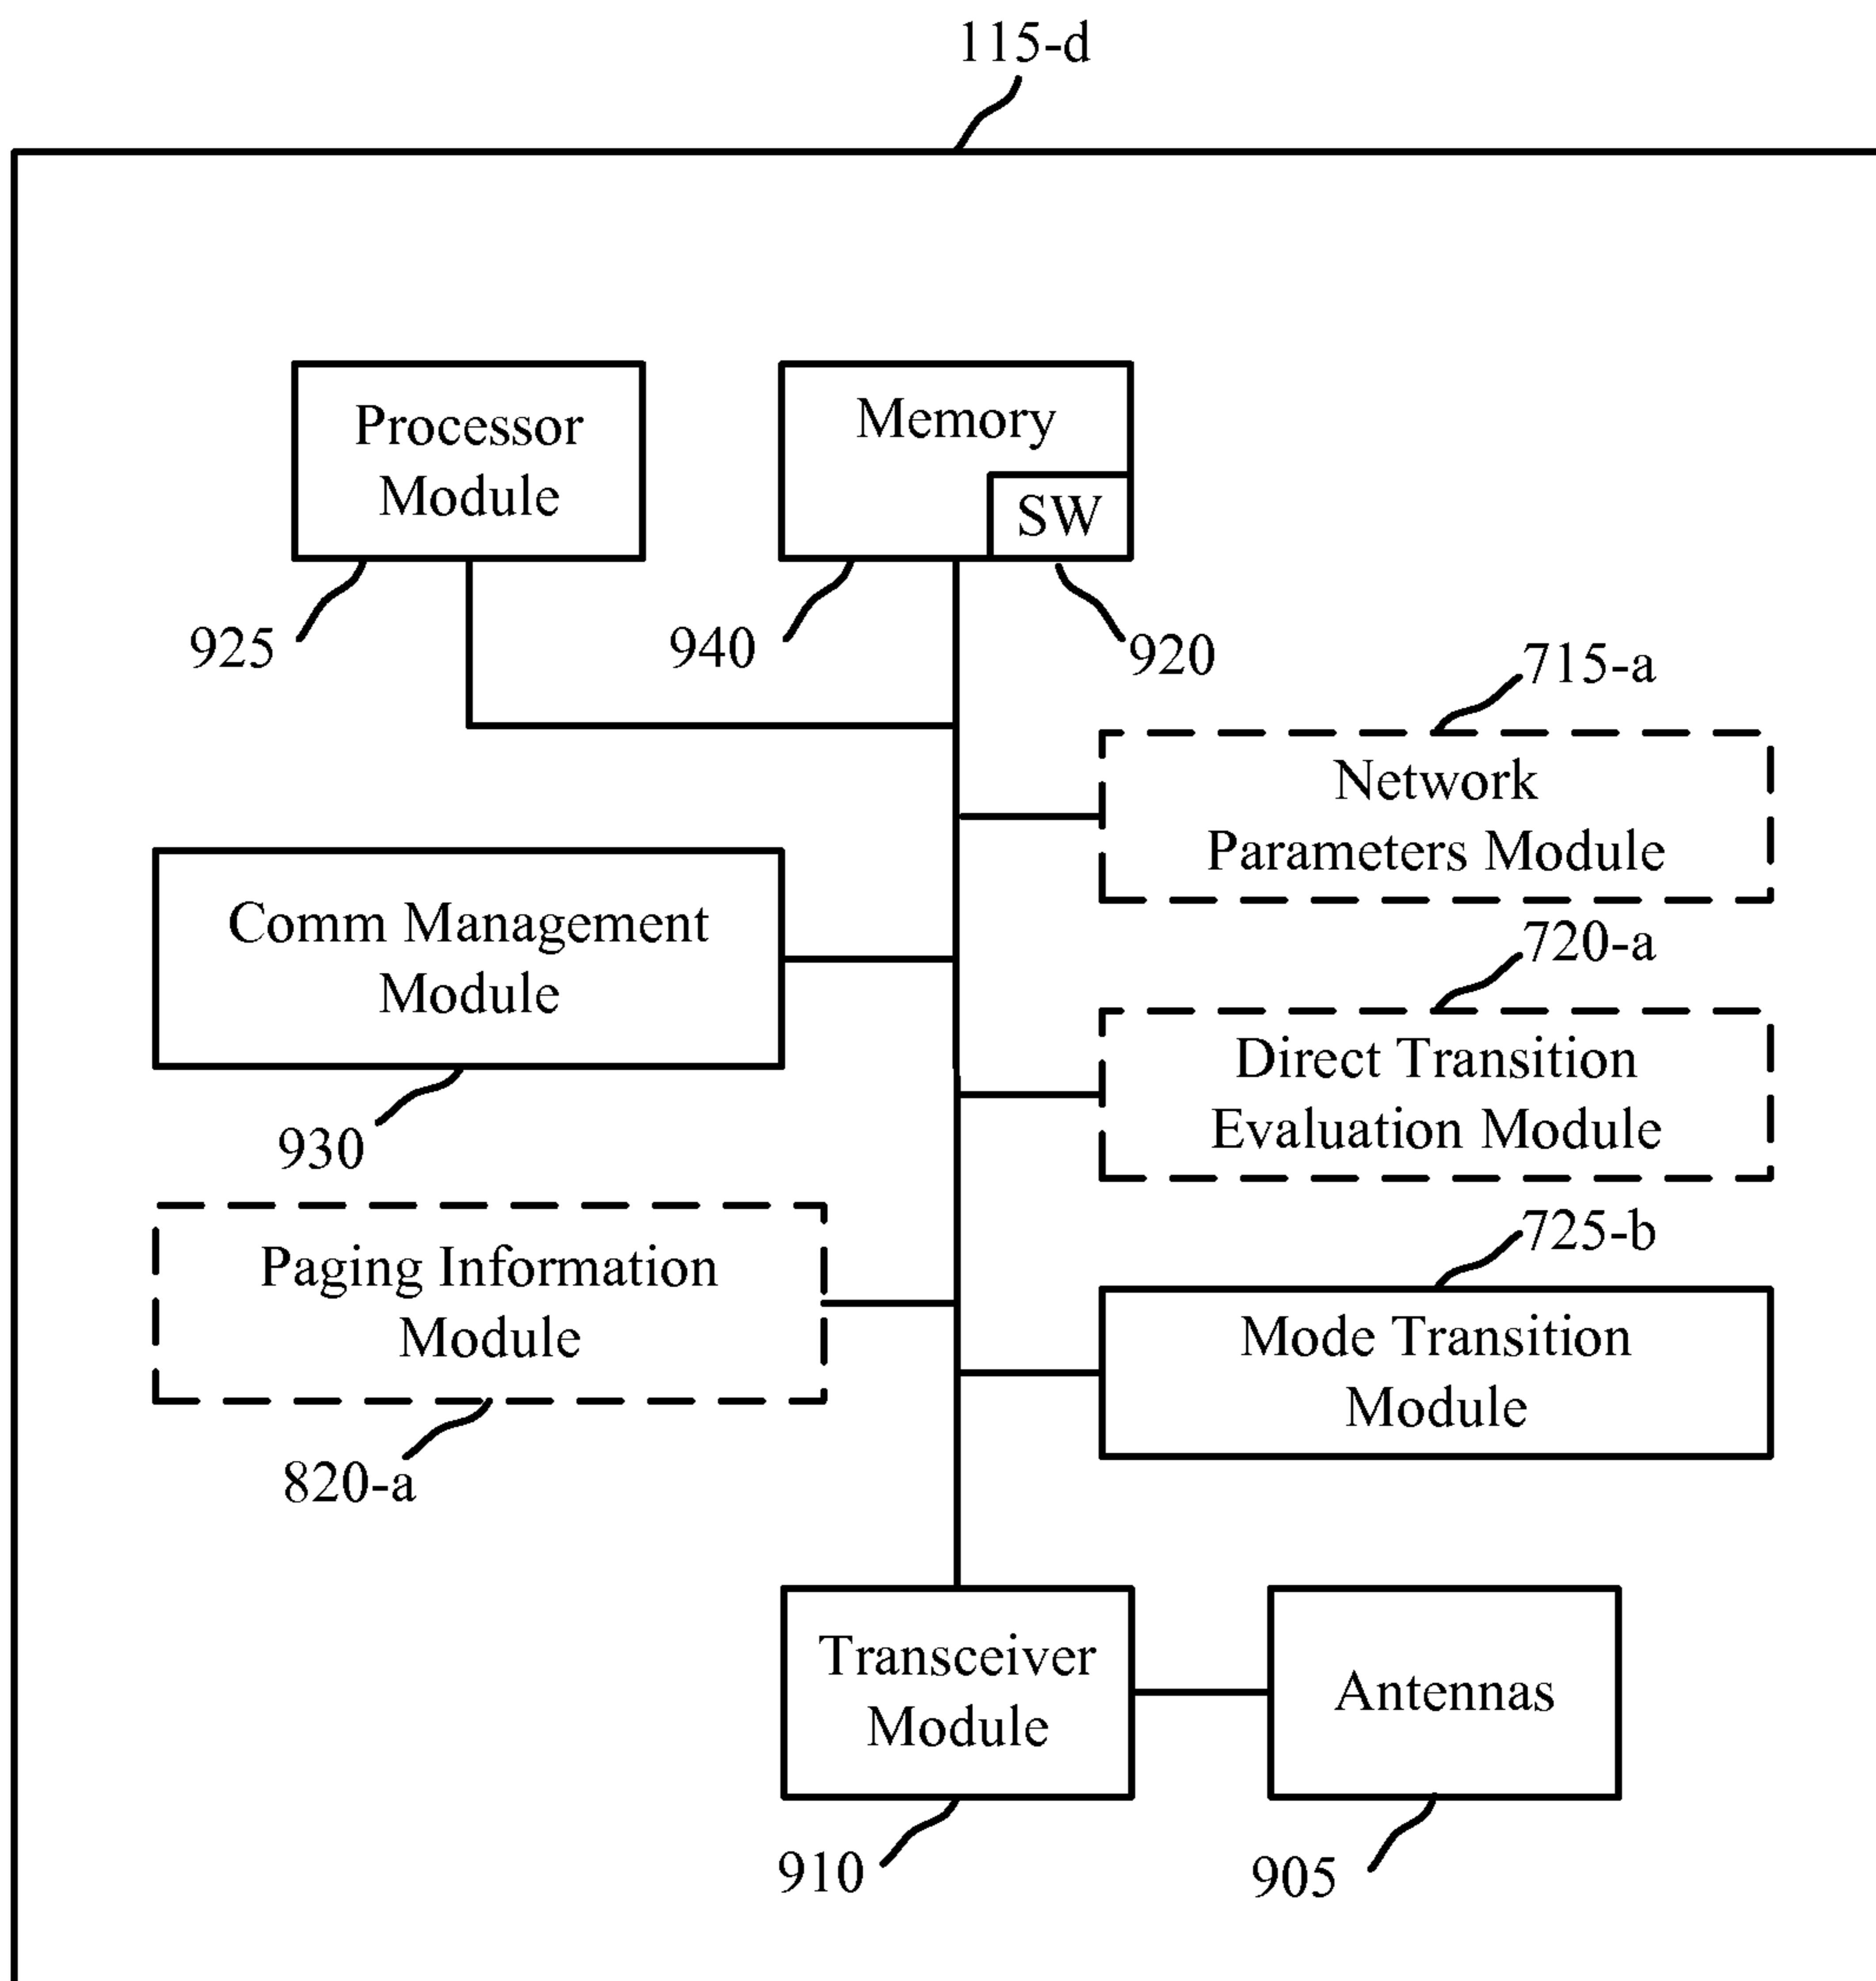 115-d
Processor
Module
Memory
SW
925
940
920
715-a
Network
Parameters Module
Comm Management
Module
930
720-a
Direct Transition
Evaluation Module
Paging Information
Module
820-a
725-b
Mode Transition
Module
Transceiver
Module
Antennas
910
905